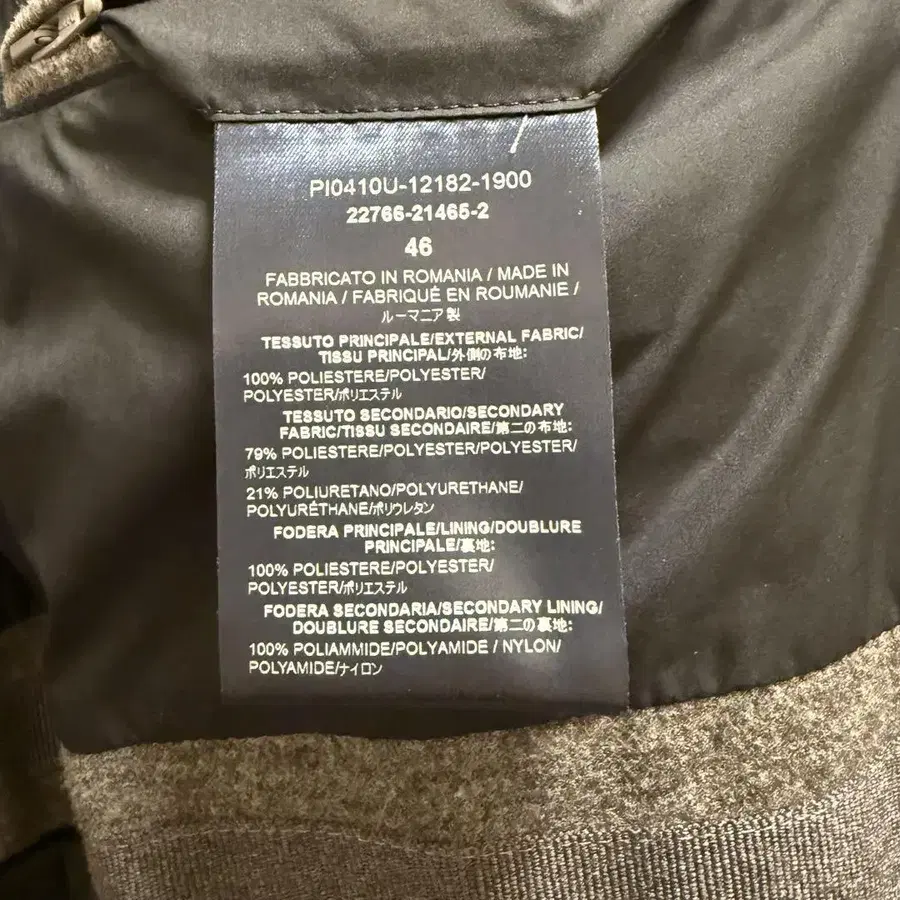 PI0410U-12182-1900
22766-21465-2
46
FABBRICATO IN ROMANIA / MADE IN
ROMANIA / FABRIQUÉ EN ROUMANIE /
ルーマニア製
TESSUTO PRINCIPALE/EXTERNAL FABRIC/
TISSU PRINCIPAL/外側の布地:
100% POLIESTERE/POLYESTER/
POLYESTER/ポリエステル
TESSUTO SECONDARIO/SECONDARY
FABRIC/TISSU SECONDAIRE/第二の布地:
79% POLIESTERE/POLYESTER/POLYESTER/
ポリエステル
21% POLIURETANO/POLYURETHANE/
POLYURÉTHANE/ポリウレタン
FODERA PRINCIPALE/LINING/DOUBLURE
PRINCIPALE/裏地:
100% POLIESTERE/POLYESTER/
POLYESTER/ポリエステル
FODERA SECONDARIA/SECONDARY LINING/
DOUBLURE SECONDAIRE/第二の裏地:
100% POLIAMMIDE/POLYAMIDE / NYLON/
POLYAMIDE/ナイロン